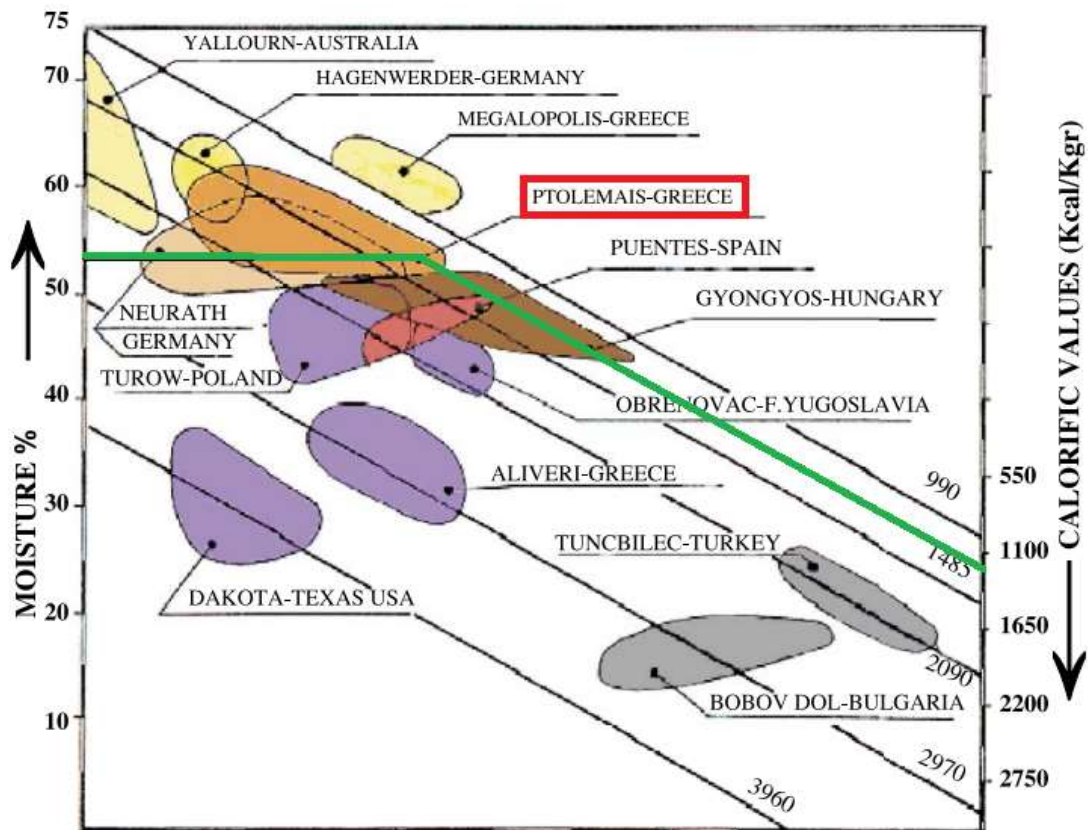 75
70
60
50
40
30
20
10
MOISTURE %
YALLOURN-AUSTRALIA
HAGENWERDER-GERMANY
MEGALOPOLIS-GREECE
PTOLEMAIS-GREECE
PUENTES-SPAIN
GYONGYOS-HUNGARY
NEURATH
GERMANY
TUROW-POLAND
OBRENOVAC-F.YUGOSLAVIA
ALIVERI-GREECE
TUNCBILEC-TURKEY
DAKOTA-TEXAS USA
BOBOV DOL-BULGARIA
990
1485
2090
2970
3960
550
1100
1650
2200
2750
CALORIFIC VALUES (Kcal/Kgr)